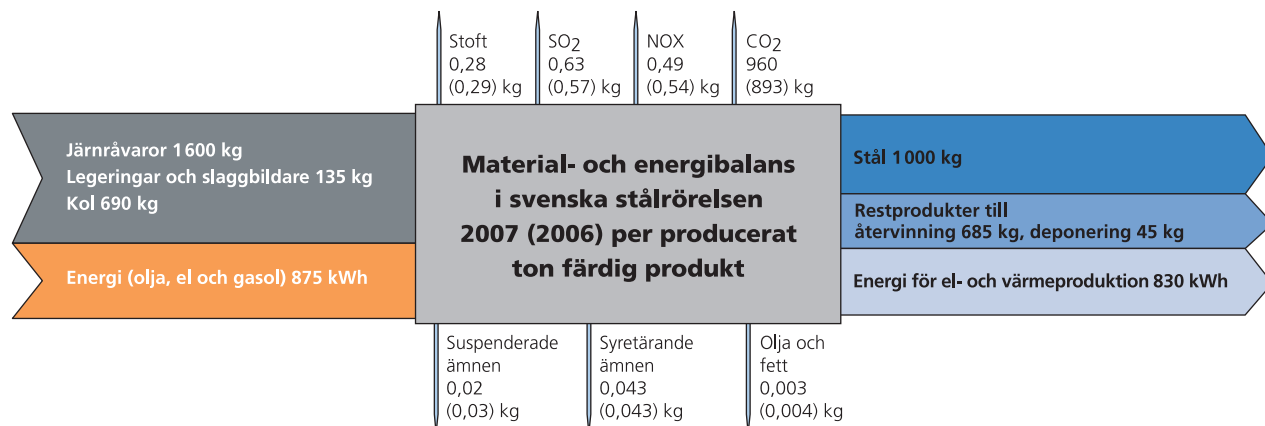 Stoft
0,28
(0,29) kg
SO2
0,63
(0,57) kg
NOX
0,49
(0,54) kg
CO2
960
(893) kg
Järnråvaror 1 600 kg
Legeringar och slaggbildare 135 kg
Kol 690 kg
Energi (olja, el och gasol) 875 kWh
Material- och energibalans
i svenska stålrörelsen
2007 (2006) per producerat
ton färdig produkt
Stål 1 000 kg
Restprodukter till
återvinning 685 kg, deponering 45 kg
Energi för el- och värmeproduktion 830 kWh
Suspenderade
ämnen
0,02
(0,03) kg
Syretärande
ämnen
0,043
(0,043) kg
Olja och
fett
0,003
(0,004) kg